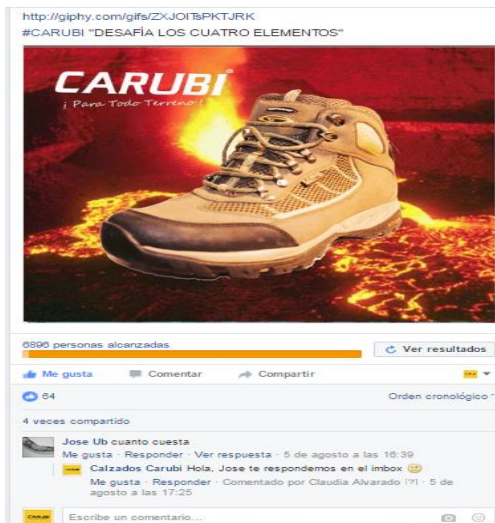 http://giphy.com/gifs/ZXJOITsPKTJRK
#CARUBI "DESAFÌA LOS CUATRO ELEMENTOS"
CARUBI
¡ Para Todo Terreno !
6896 personas alcanzadas
Ver resultados
Me gusta Comentar Compartir
64 Orden cronológico
4 veces compartido
Jose Ub cuanto cuesta
Me gusta · Responder · Ver respuesta · 5 de agosto a las 16:39
Calzados Carubi Hola, Jose te respondemos en el imbox
Me gusta · Responder · Comentado por Claudia Alvarado [?] · 5 de
agosto a las 17:25
Escribe un comentario...